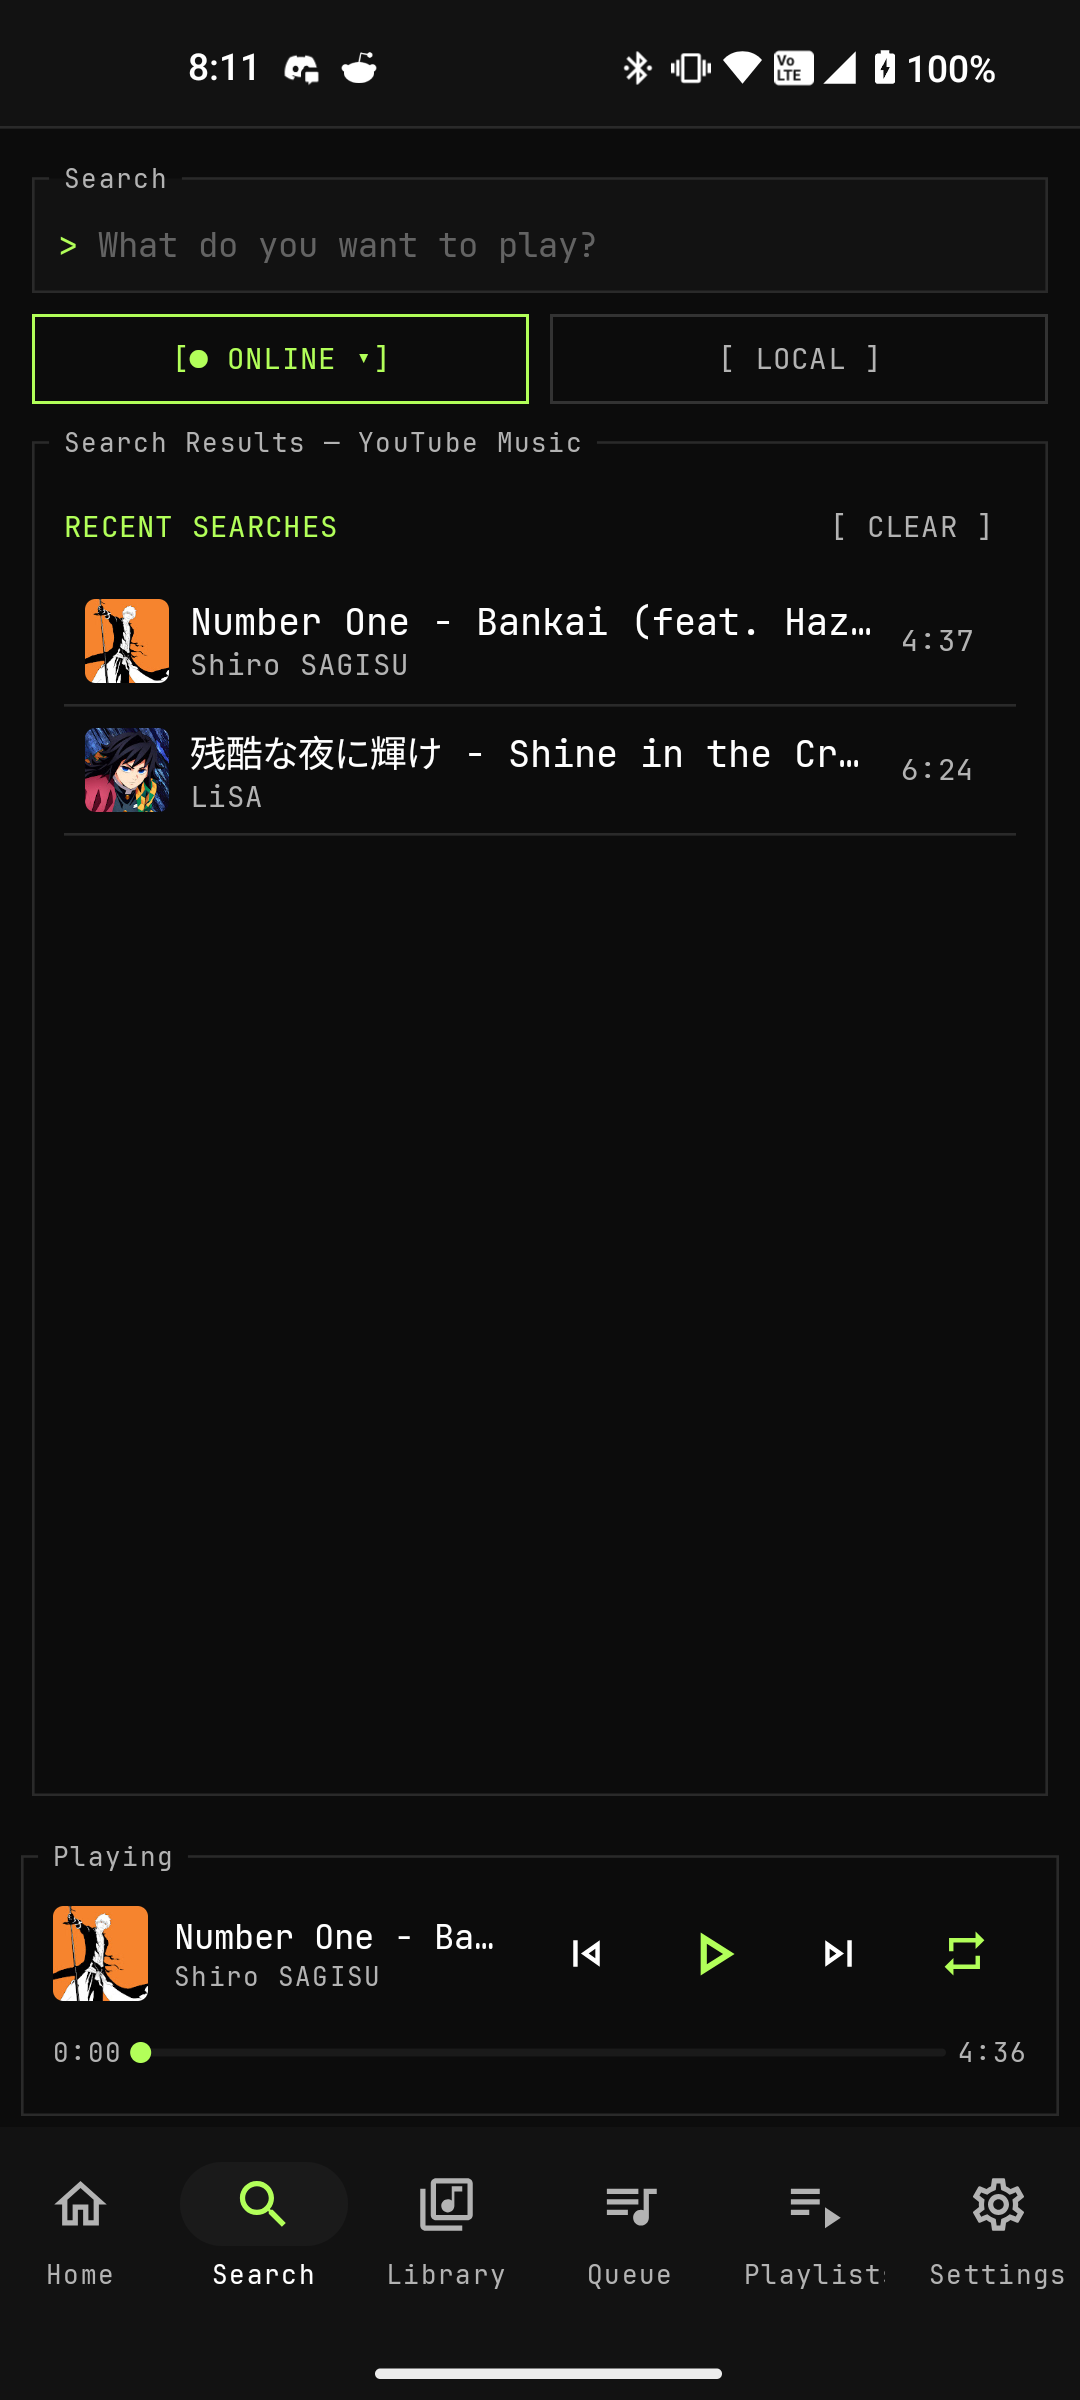 8:11
Vo LTE
100%
Search
> What do you want to play?
[● ONLINE ▾]
[ LOCAL ]
Search Results — YouTube Music
RECENT SEARCHES
[ CLEAR ]
Number One - Bankai (feat. Haz…
4:37
Shiro SAGISU
残酷な夜に輝け - Shine in the Cr…
6:24
LiSA
Playing
Number One - Ba…
Shiro SAGISU
0:00
4:36
Home
Search
Library
Queue
Playlists
Settings